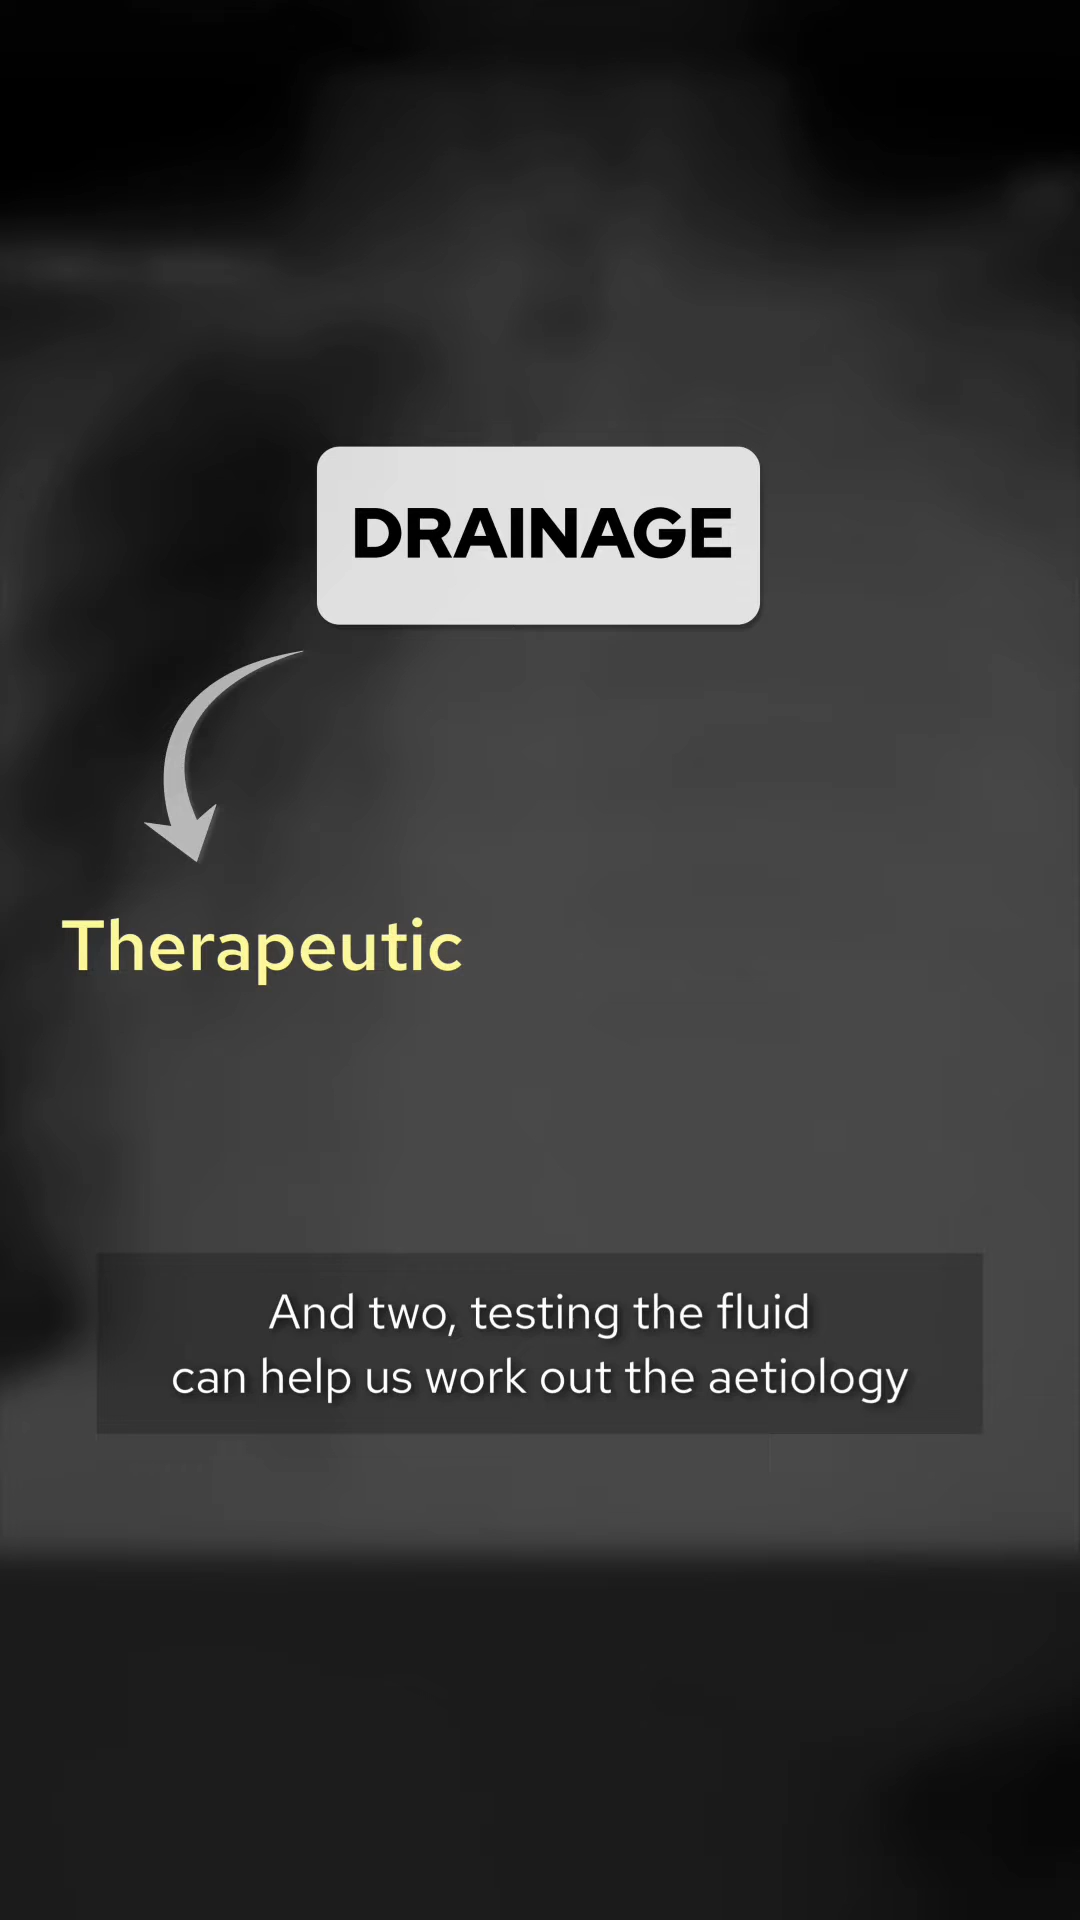 DRAINAGE
Therapeutic
And two, testing the fluid
can help us work out the aetiology